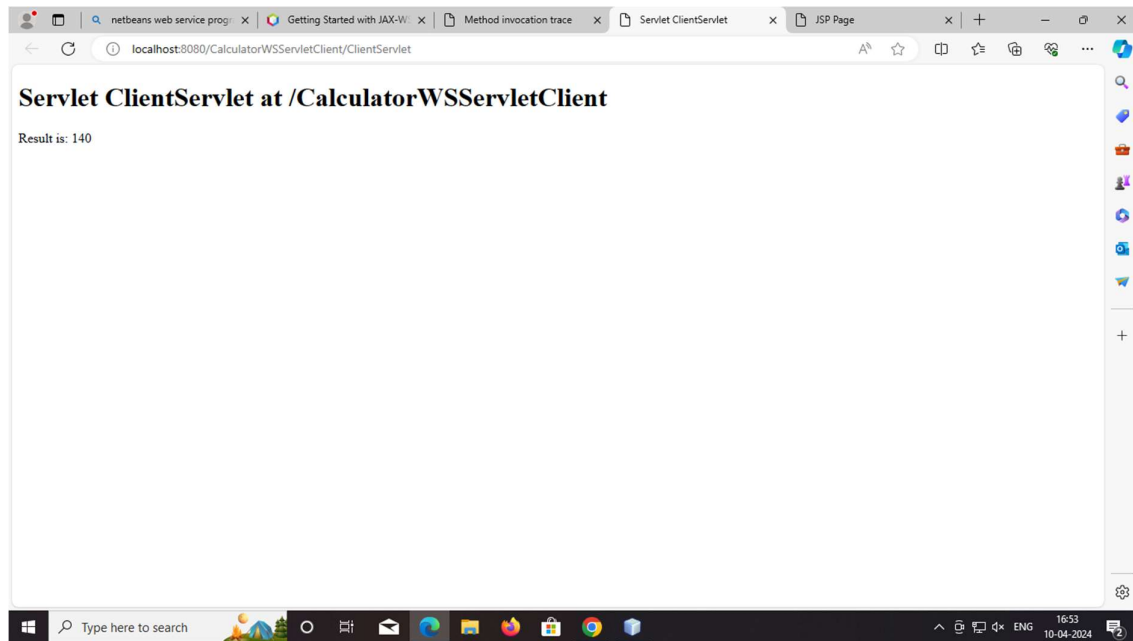 netbeans web service progr
Getting Started with JAX-W
Method invocation trace
Servlet ClientServlet
JSP Page
localhost:8080/CalculatorWSServletClient/ClientServlet
Servlet ClientServlet at /CalculatorWSServletClient
Result is: 140
Type here to search
ENG
16:53
10-04-2024
2